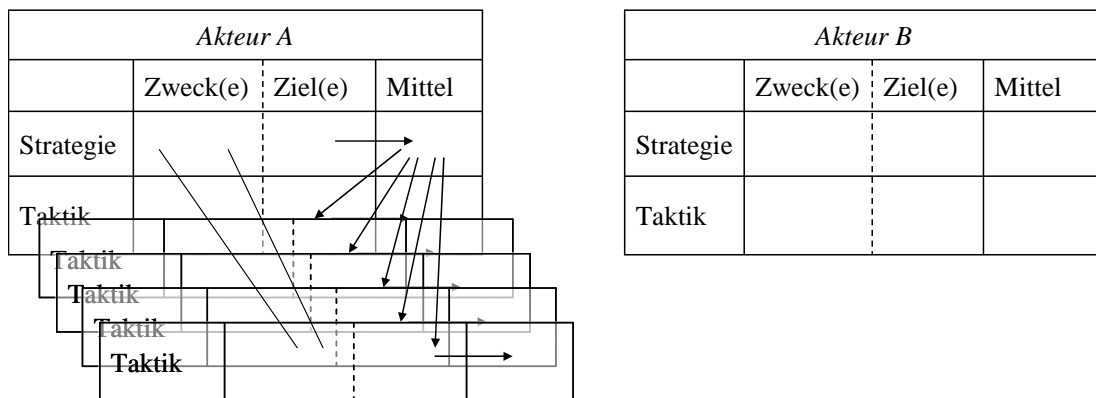 Akteur A
Zweck(e) Ziel(e) Mittel
Strategie
Taktik
Taktik
Taktik
Taktik
Taktik
Akteur B
Zweck(e) Ziel(e) Mittel
Strategie
Taktik